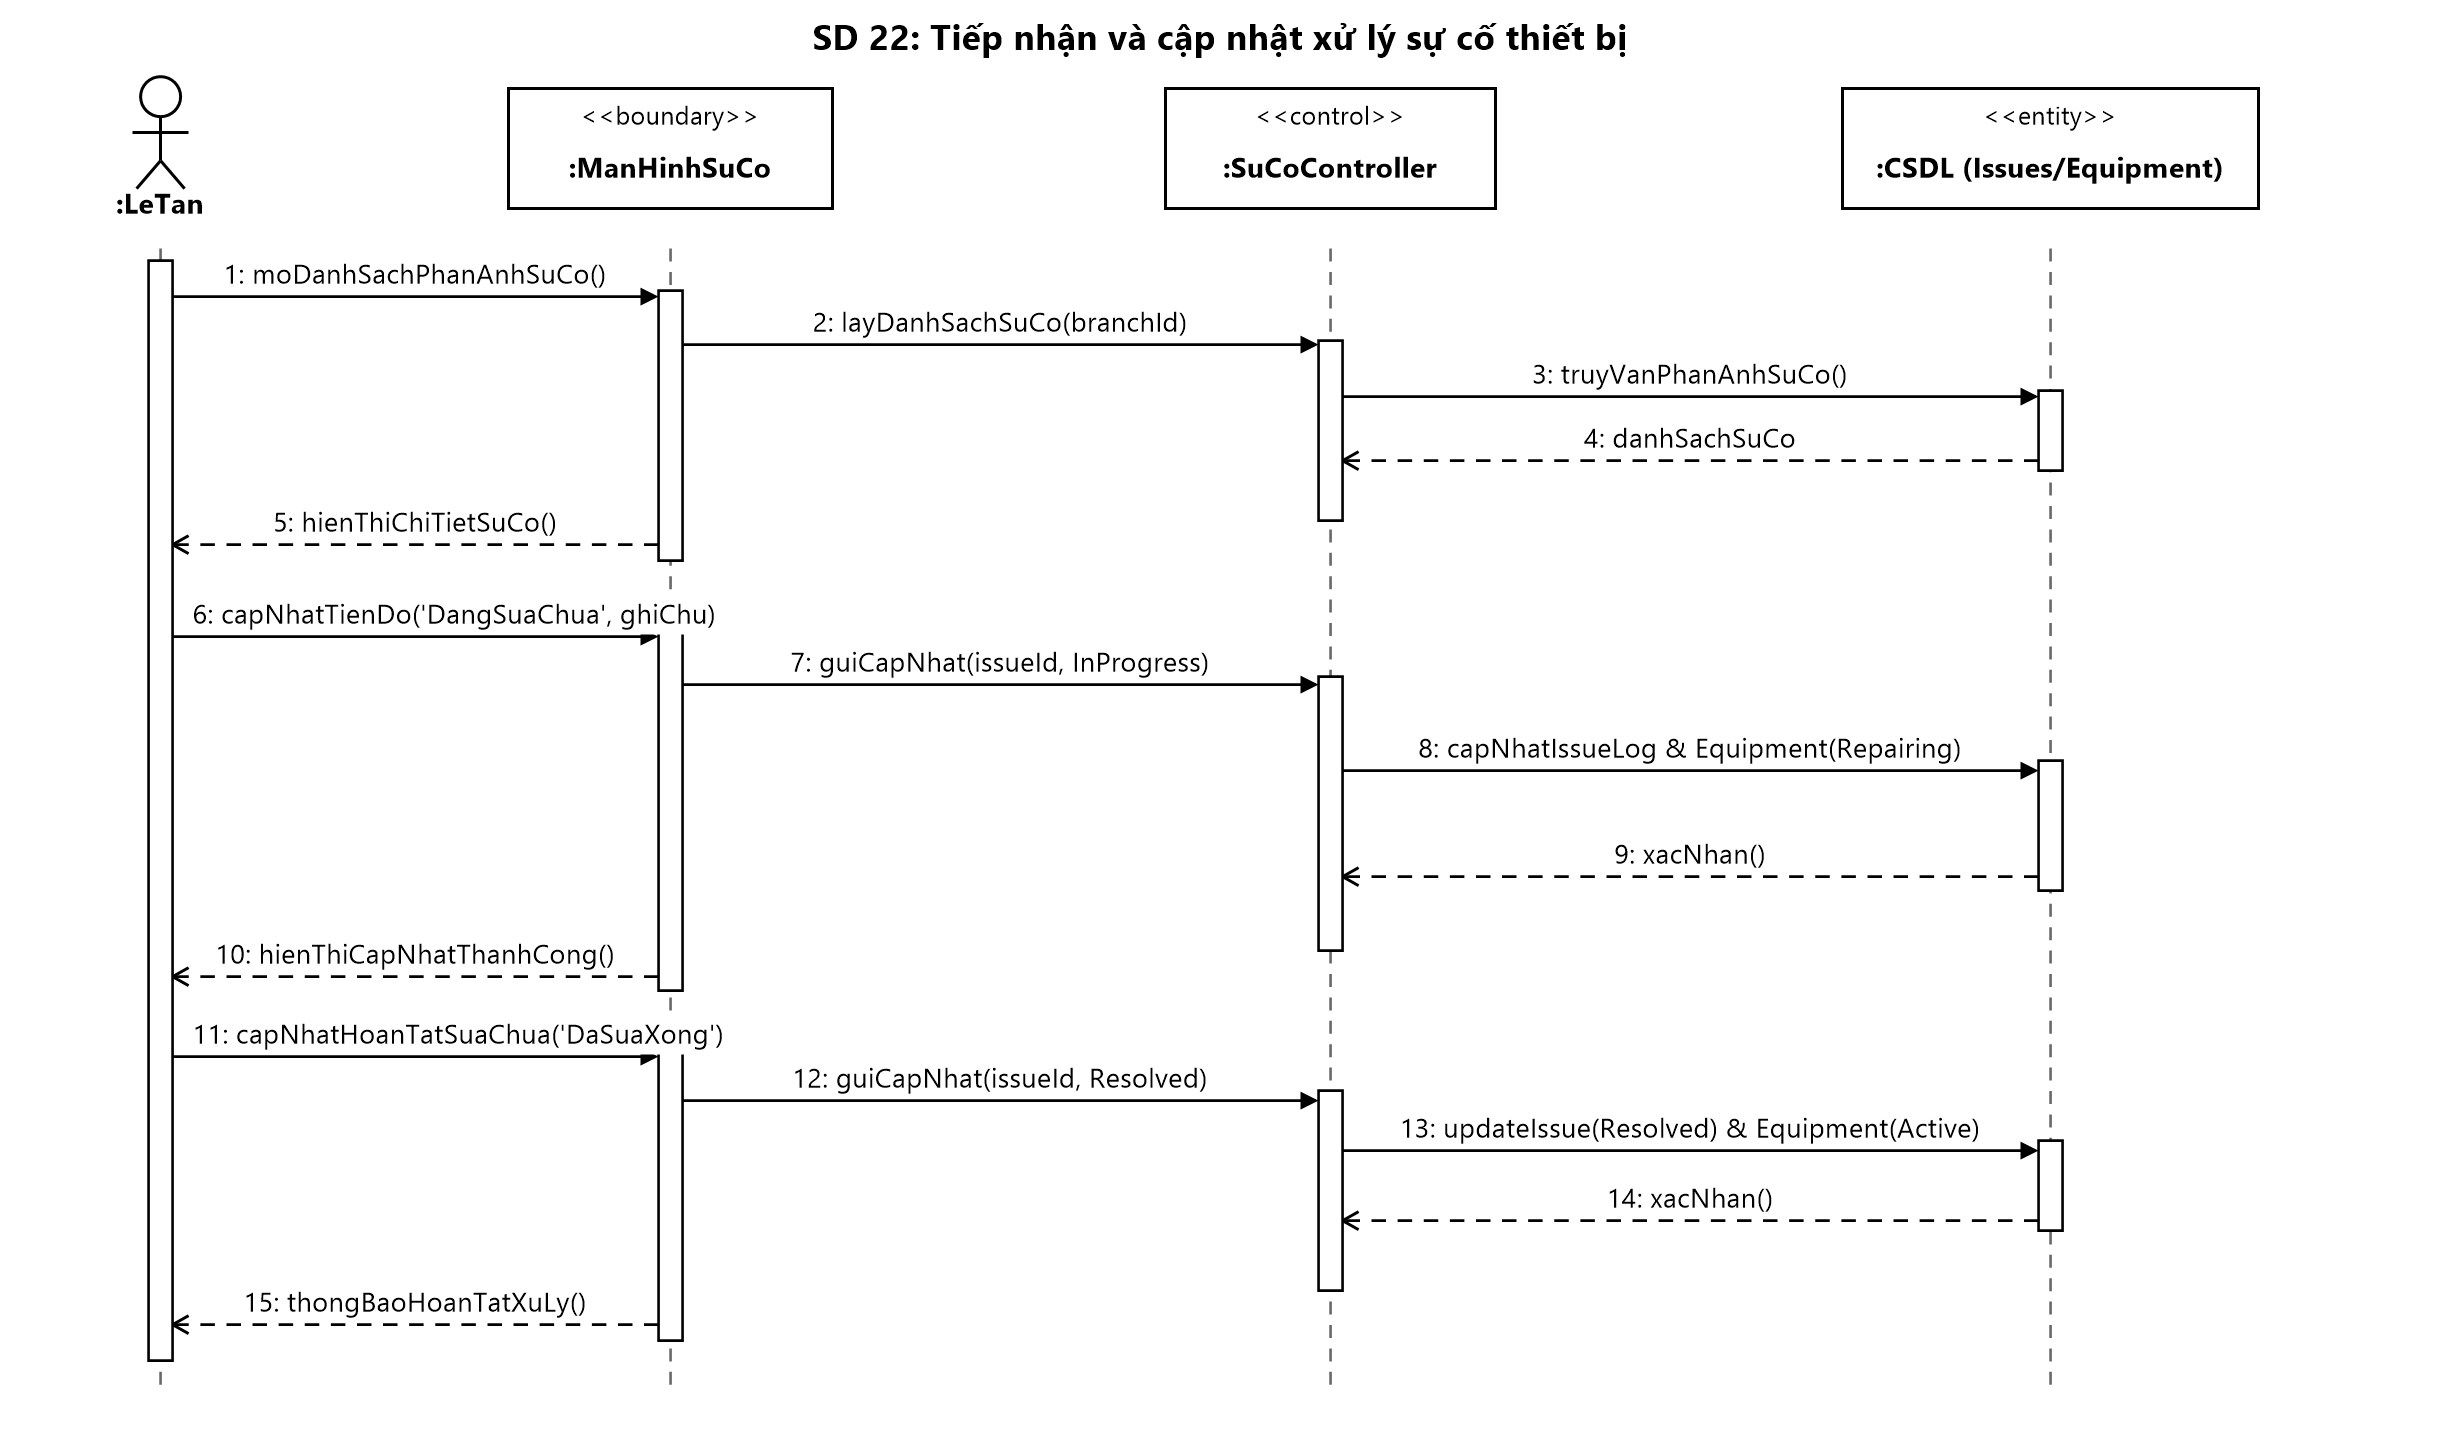 SD 22: Tiếp nhận và cập nhật xử lý sự cố thiết bị
:LeTan
<<boundary>>
:ManHinhSuCo
<<control>>
:SuCoController
<<entity>>
:CSDL (Issues/Equipment)
1: moDanhSachPhanAnhSuCo()
2: layDanhSachSuCo(branchId)
3: truyVanPhanAnhSuCo()
4: danhSachSuCo
5: hienThiChiTietSuCo()
6: capNhatTienDo('DangSuaChua', ghiChu)
7: guiCapNhat(issueId, InProgress)
8: capNhatIssueLog & Equipment(Repairing)
9: xacNhan()
10: hienThiCapNhatThanhCong()
11: capNhatHoanTatSuaChua('DaSuaXong')
12: guiCapNhat(issueId, Resolved)
13: updateIssue(Resolved) & Equipment(Active)
14: xacNhan()
15: thongBaoHoanTatXuLy()